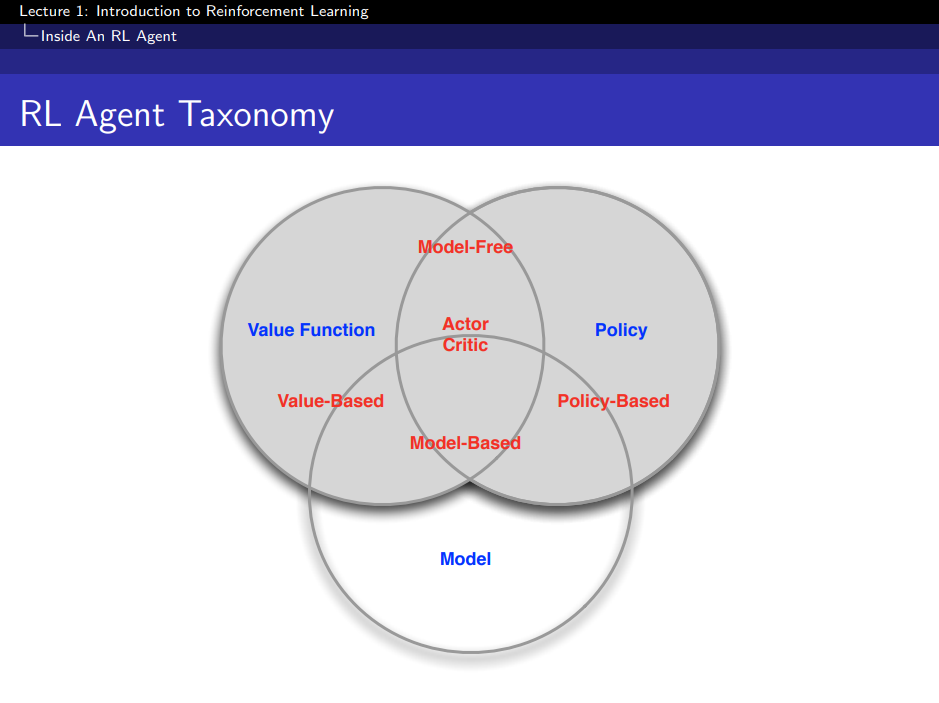 Lecture 1: Introduction to Reinforcement Learning
Inside An RL Agent
RL Agent Taxonomy
Model-Free
Value Function
Actor
Critic
Policy
Value-Based
Policy-Based
Model-Based
Model